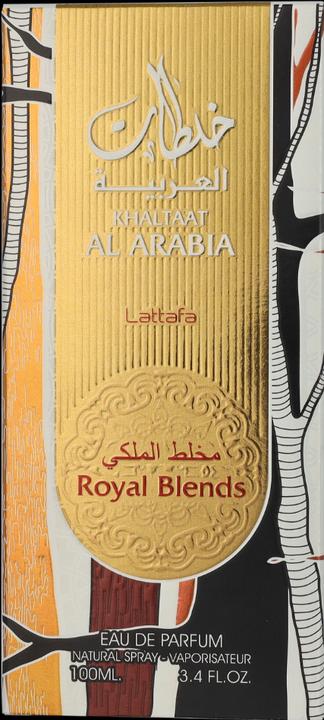 خلطات
العربية
KHALTAAT
AL ARABIA
Lattafa
مخلط الملكي
Royal Blends
EAU DE PARFUM
NATURAL SPRAY - VAPORISATEUR
100ML. 3.4 FL.OZ.